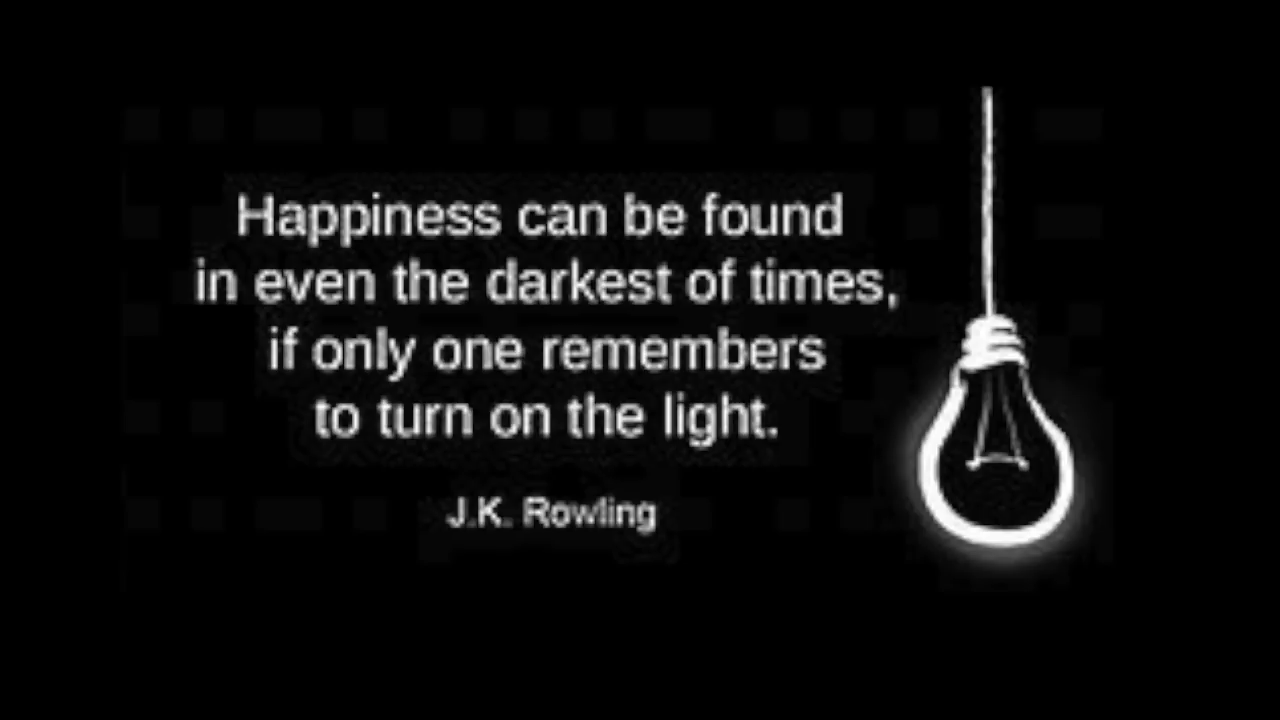 Happiness can be found
in even the darkest of times,
if only one remembers
to turn on the light.
J.K. Rowling